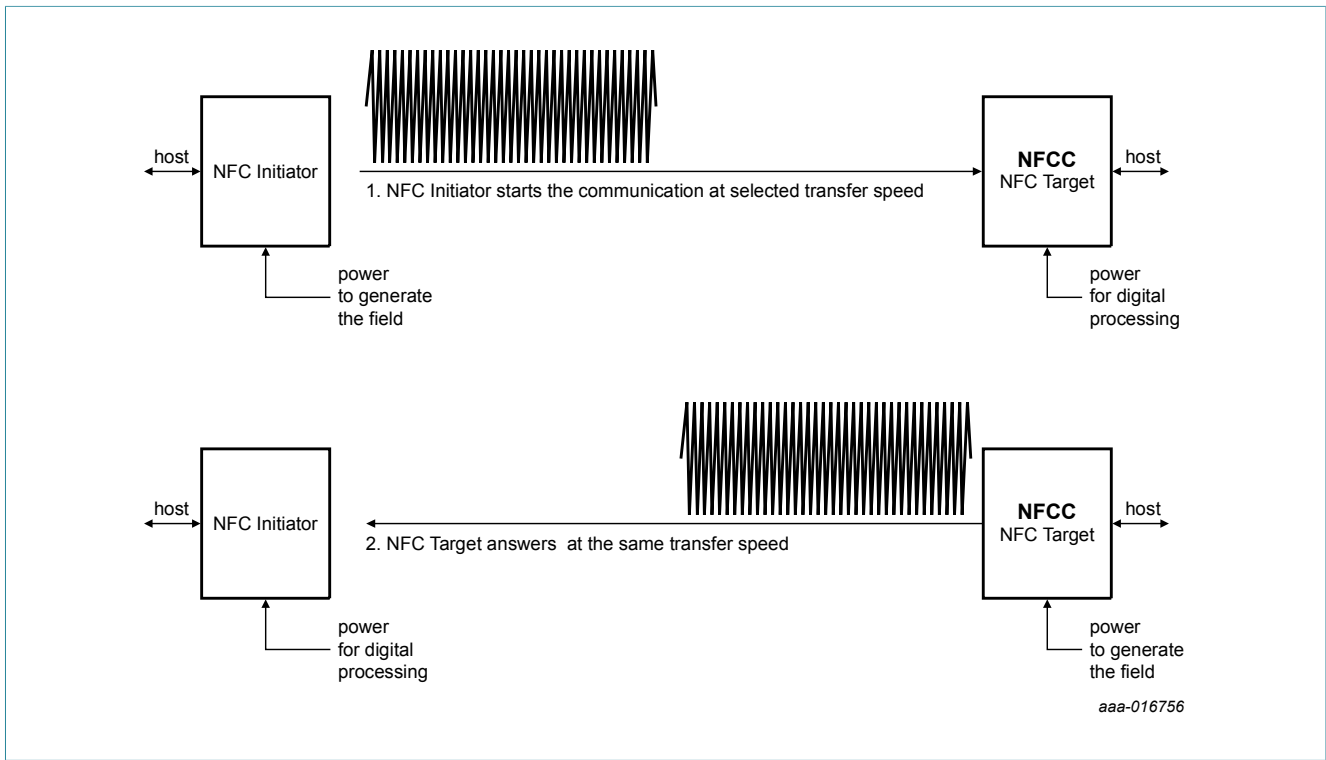 host
NFC Initiator
1. NFC Initiator starts the communication at selected transfer speed
NFCC
NFC Target
host
power
to generate
the field
power
for digital
processing
host
NFC Initiator
2. NFC Target answers at the same transfer speed
NFCC
NFC Target
host
power
for digital
processing
power
to generate
the field
aaa-016756